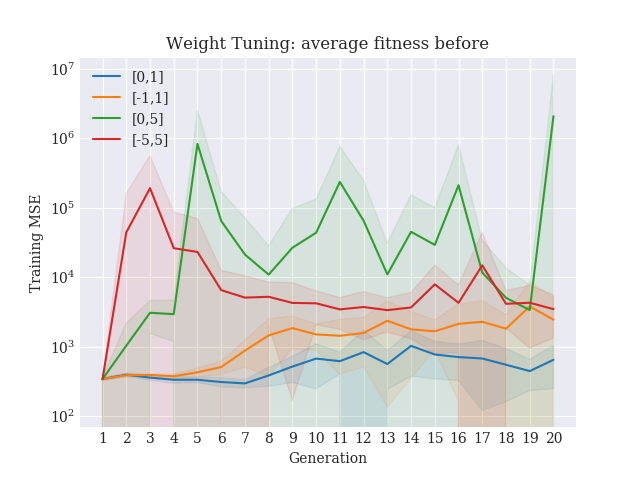 Weight Tuning: average fitness before
[0,1]
[-1,1]
[0,5]
[-5,5]
Training MSE
10^7
10^6
10^5
10^4
10^3
10^2
1 2 3 4 5 6 7 8 9 10 11 12 13 14 15 16 17 18 19 20
Generation